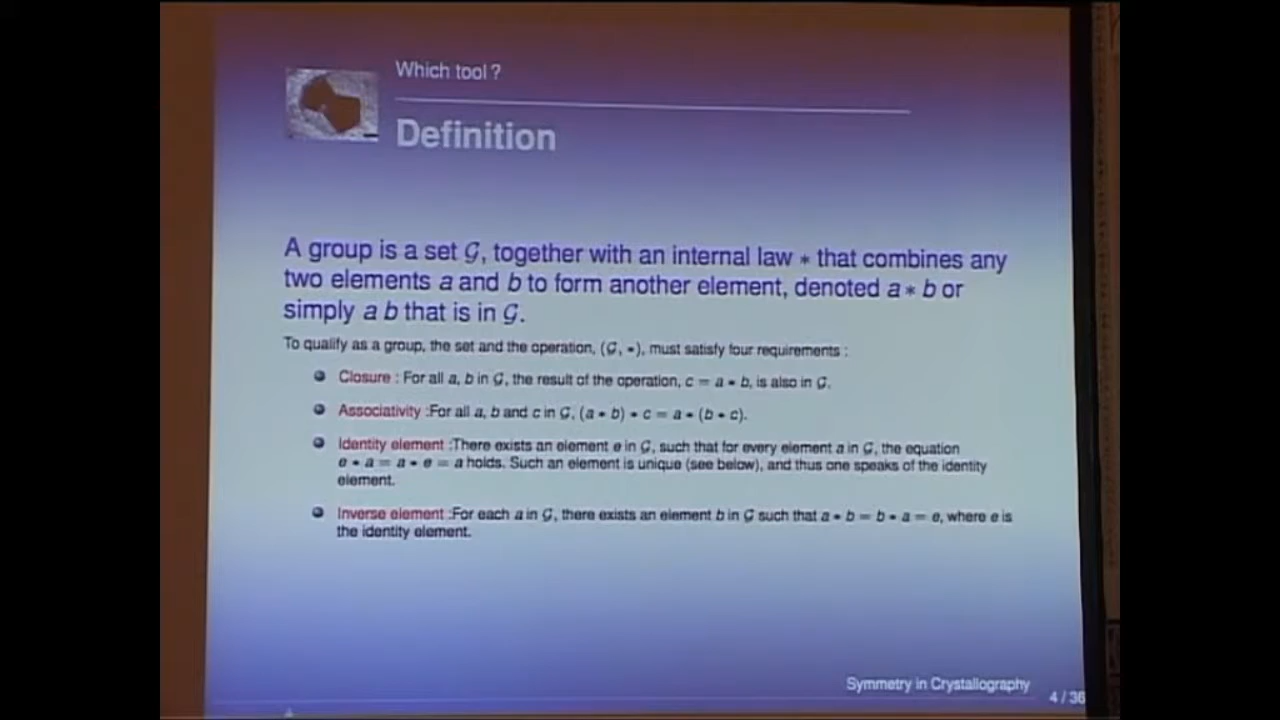 Which tool ?
Definition
A group is a set G, together with an internal law * that combines any
two elements a and b to form another element, denoted a * b or
simply a b that is in G.
To qualify as a group, the set and the operation, (G, *), must satisfy four requirements :
Closure : For all a, b in G, the result of the operation, c = a * b, is also in G.
Associativity :For all a, b and c in G, (a * b) * c = a * (b * c).
Identity element :There exists an element e in G, such that for every element a in G, the equation
e * a = a * e = a holds. Such an element is unique (see below), and thus one speaks of the identity
element.
Inverse element :For each a in G, there exists an element b in G such that a * b = b * a = e, where e is
the identity element.
Symmetry in Crystallography
4 / 36